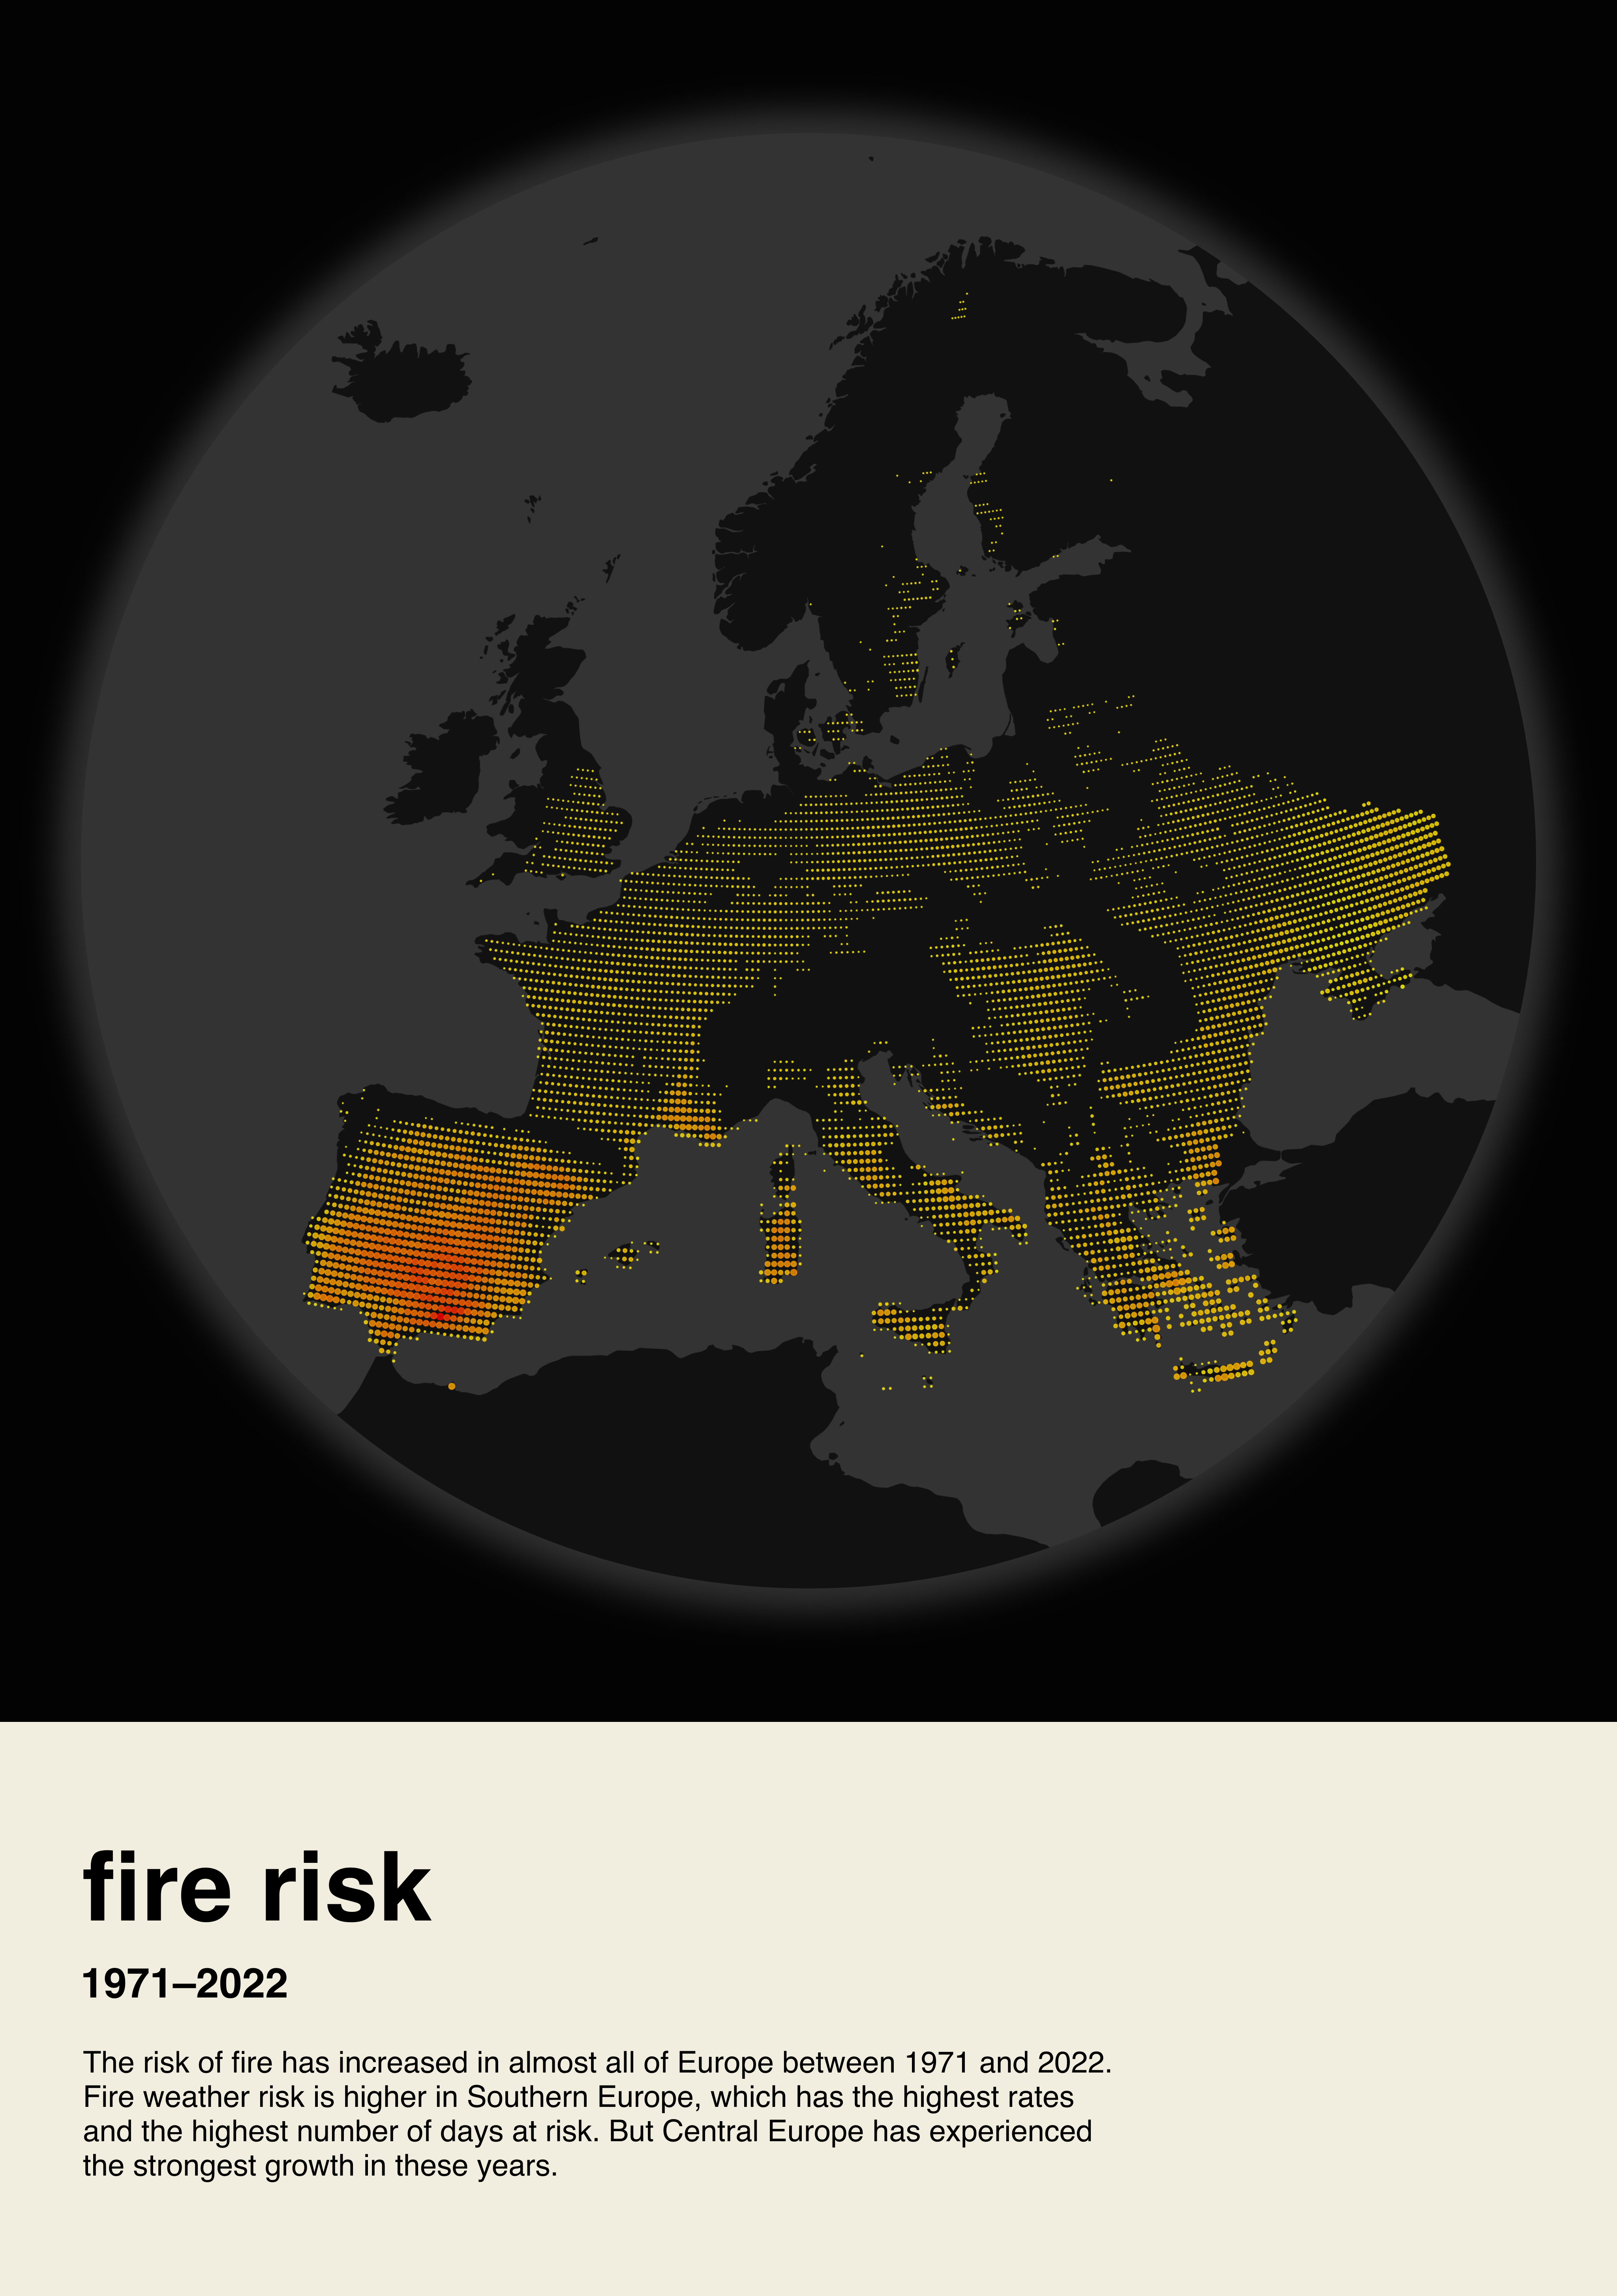 fire risk
1971–2022
The risk of fire has increased in almost all of Europe between 1971 and 2022.
Fire weather risk is higher in Southern Europe, which has the highest rates
and the highest number of days at risk. But Central Europe has experienced
the strongest growth in these years.